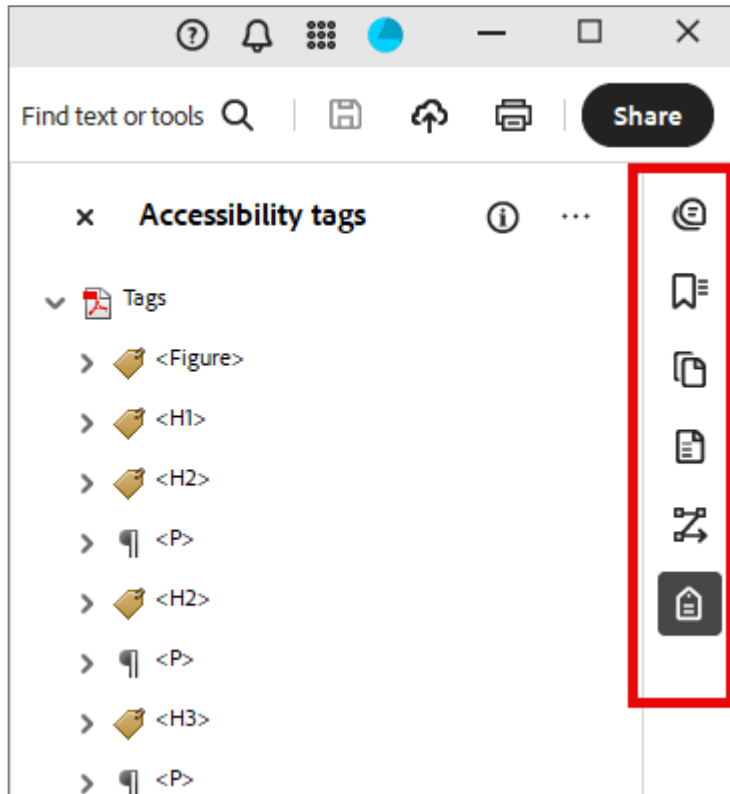 Find text or tools
Share
Accessibility tags
Tags
<Figure>
<H1>
<H2>
<P>
<H2>
<P>
<H3>
<P>